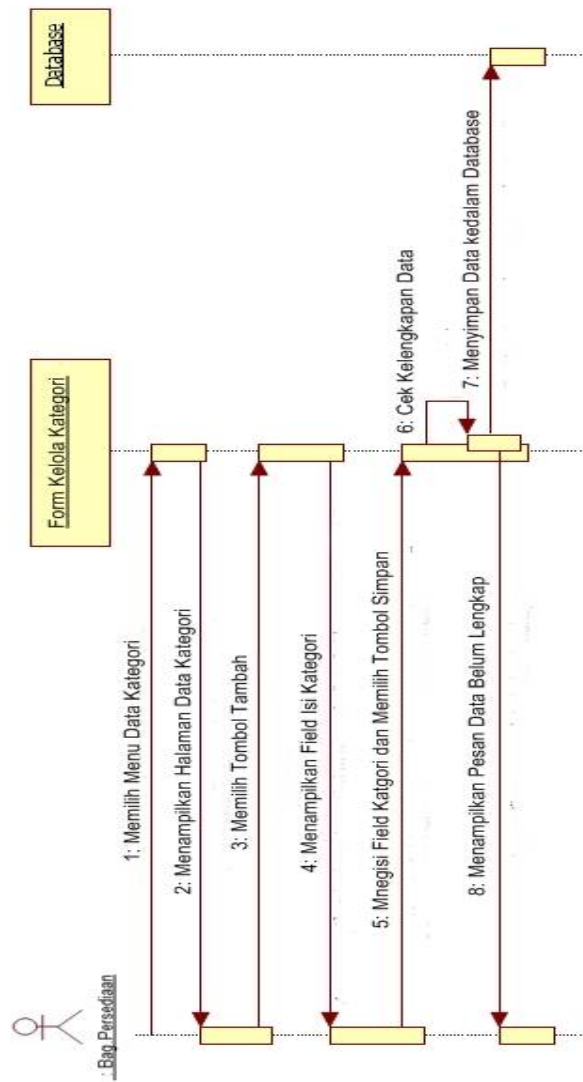 : Bag Persediaan
Form Kelola Kategori
Database
1: Memilih Menu Data Kategori
2: Menampilkan Halaman Data Kategori
3: Memilih Tombol Tambah
4: Menampilkan Field Isi Kategori
5: Mnegisi Field Katgori dan Memilih Tombol Simpan
6: Cek Kelengkapan Data
7: Menyimpan Data kedalam Database
8: Menampilkan Pesan Data Belum Lengkap